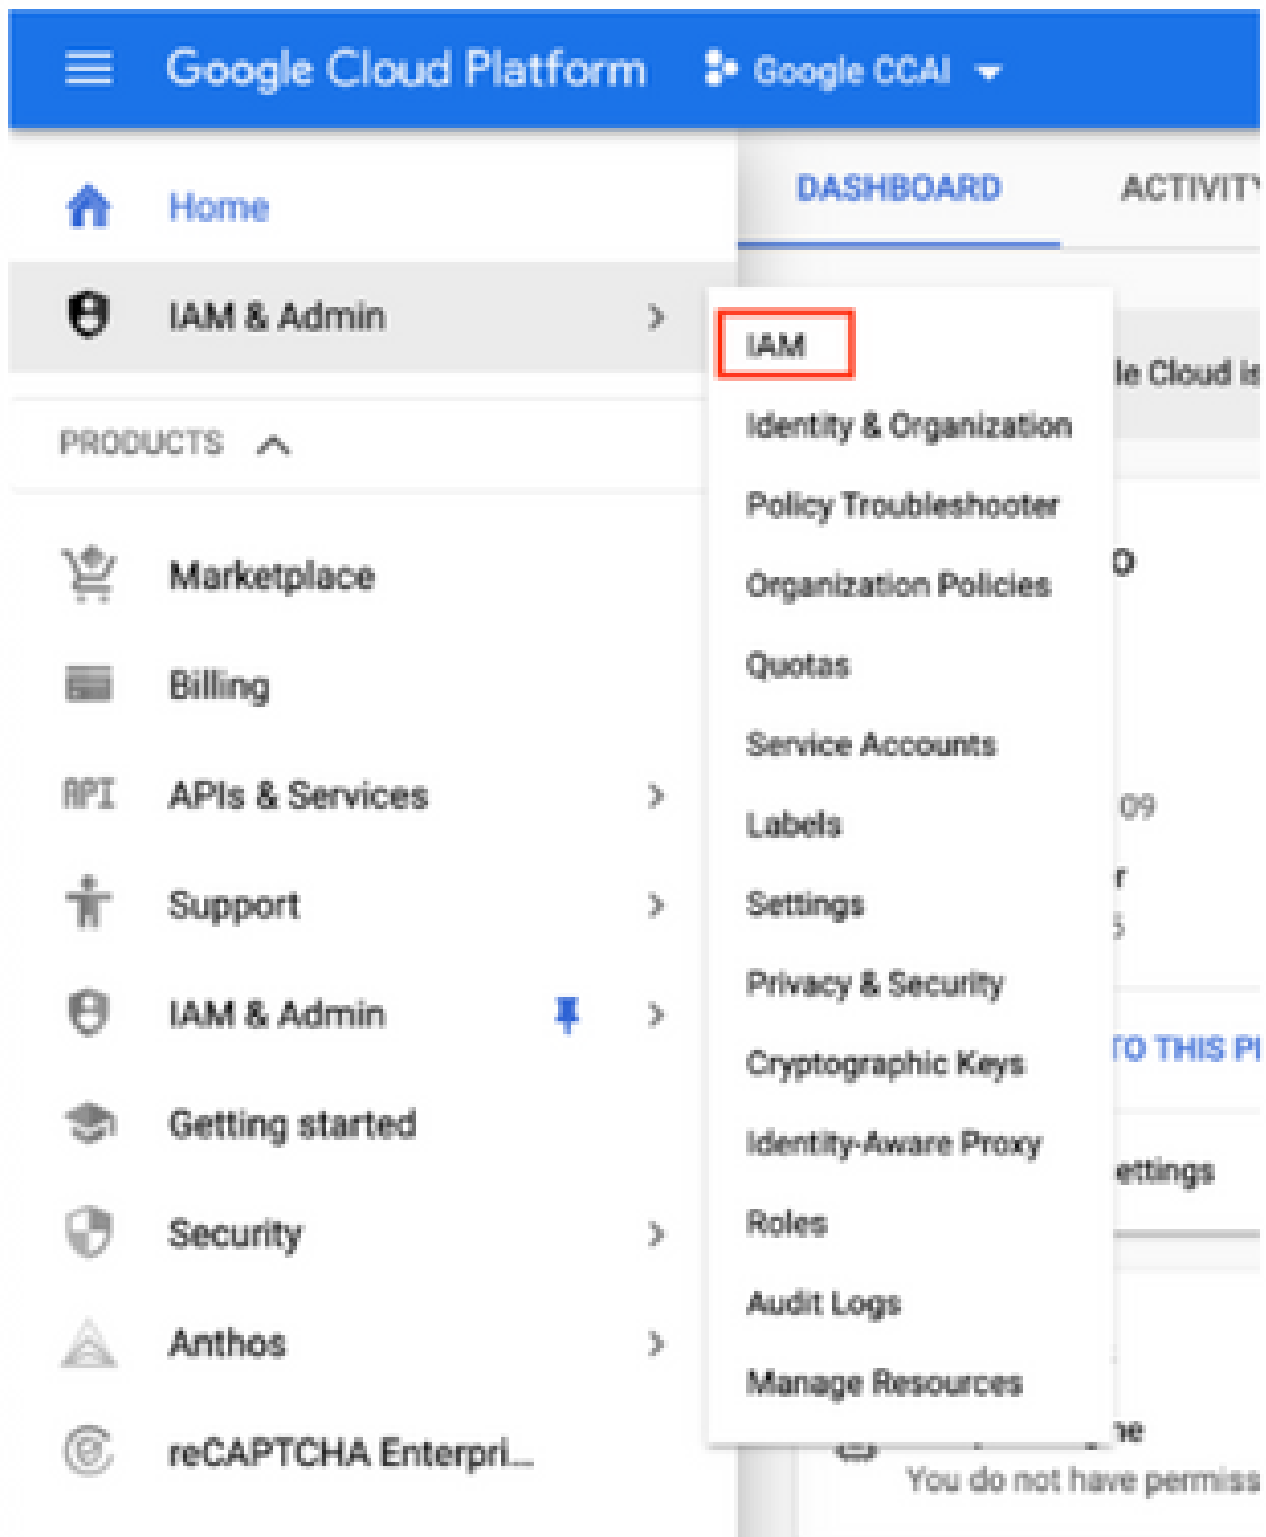 Google Cloud Platform
Google CCAI
Home
IAM & Admin
PRODUCTS
Marketplace
Billing
API
APIs & Services
Support
IAM & Admin
Getting started
Security
Anthos
reCAPTCHA Enterpri...
IAM
Identity & Organization
Policy Troubleshooter
Organization Policies
Quotas
Service Accounts
Labels
Settings
Privacy & Security
Cryptographic Keys
Identity-Aware Proxy
Roles
Audit Logs
Manage Resources
DASHBOARD
ACTIVITY
le Cloud is
o
09
r
TO THIS
ettings
You do not have permiss